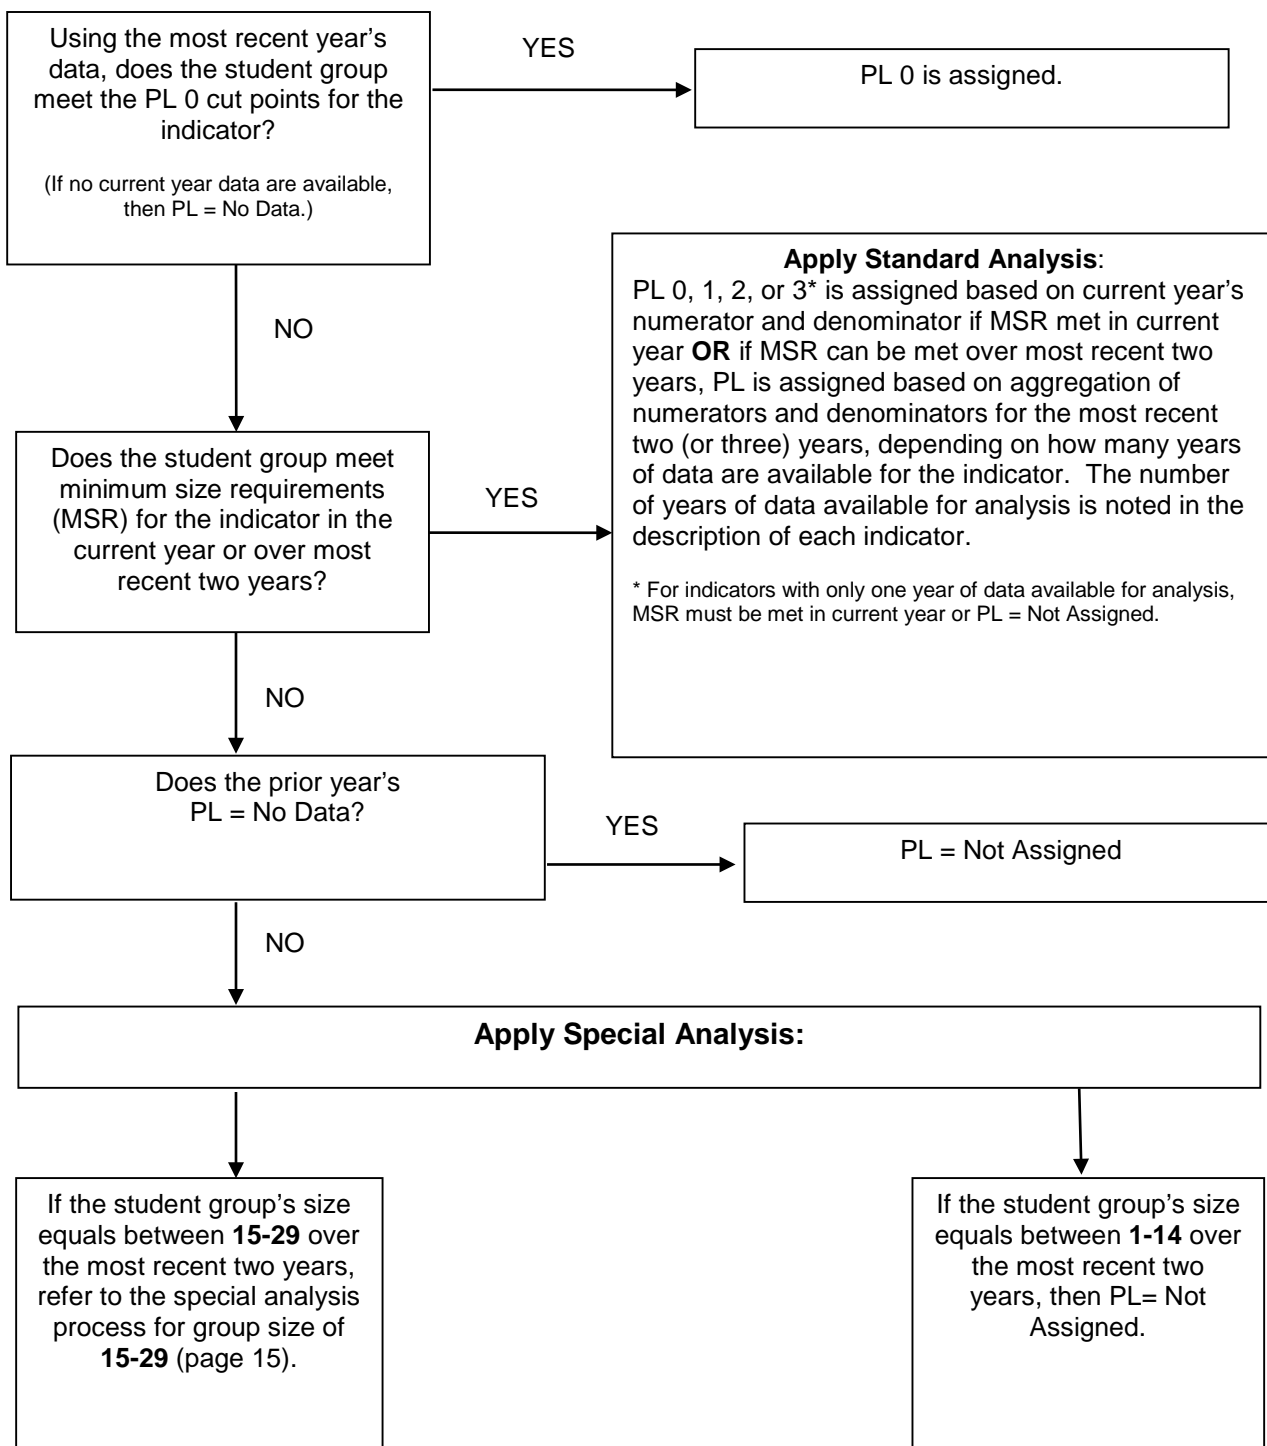 Using the most recent year’s
data, does the student group
meet the PL 0 cut points for the
indicator?
(If no current year data are available,
then PL = No Data.)
YES
PL 0 is assigned.
NO
Does the student group meet
minimum size requirements
(MSR) for the indicator in the
current year or over most
recent two years?
YES
Apply Standard Analysis:
PL 0, 1, 2, or 3* is assigned based on current year’s
numerator and denominator if MSR met in current
year OR if MSR can be met over most recent two
years, PL is assigned based on aggregation of
numerators and denominators for the most recent
two (or three) years, depending on how many years
of data are available for the indicator.  The number
of years of data available for analysis is noted in the
description of each indicator.
* For indicators with only one year of data available for analysis,
MSR must be met in current year or PL = Not Assigned.
NO
Does the prior year’s
PL = No Data?
YES
PL = Not Assigned
NO
Apply Special Analysis:
If the student group’s size
equals between 15-29 over
the most recent two years,
refer to the special analysis
process for group size of
15-29 (page 15).
If the student group’s size
equals between 1-14 over
the most recent two
years, then PL= Not
Assigned.